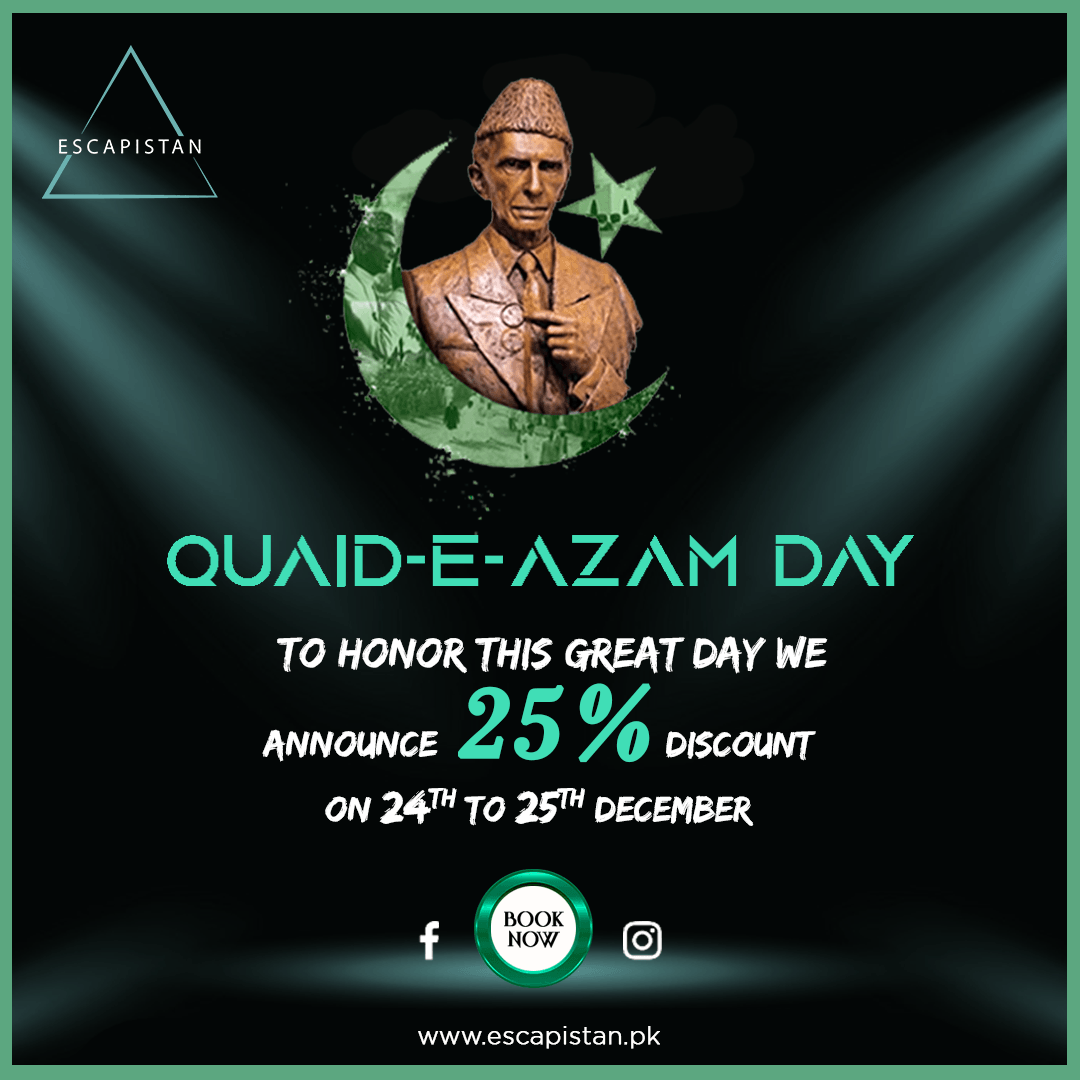 ESCAPISTAN
QUAID-E-AZAM DAY
TO HONOR THIS GREAT DAY WE
ANNOUNCE 25% DISCOUNT
ON 24TH TO 25TH DECEMBER
BOOK
NOW
www.escapistan.pk